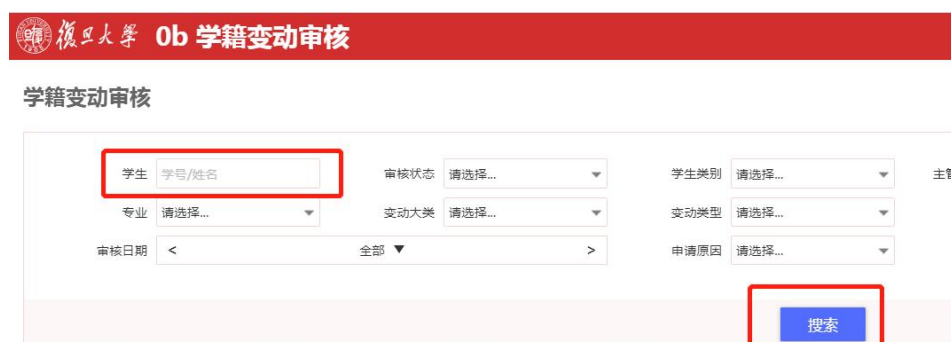 復旦大學 0b 学籍变动审核
学籍变动审核
学生 学号/姓名 审核状态 请选择... 学生类别 请选择... 主管
专业 请选择... 变动大类 请选择... 变动类型 请选择...
审核日期 < 全部 ▼ > 申请原因 请选择...
搜索